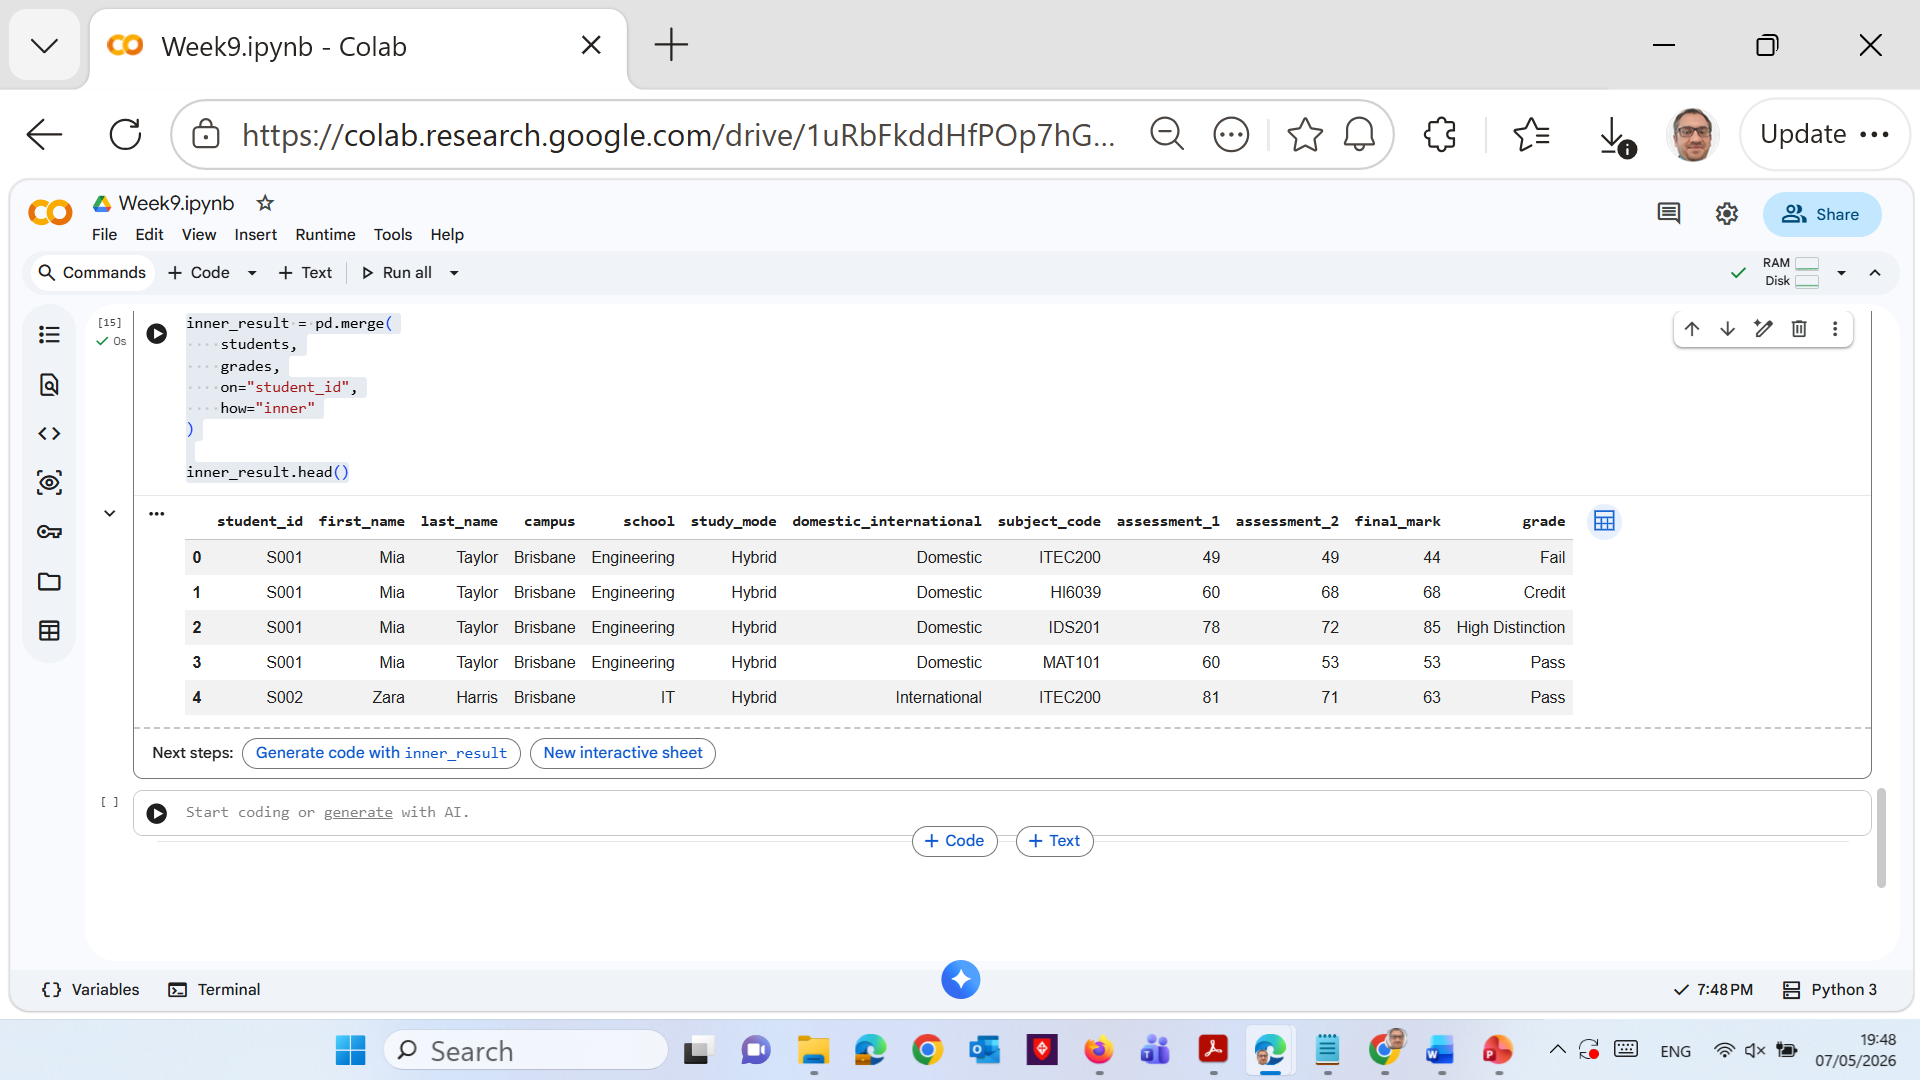 Week9.ipynb - Colab
https://colab.research.google.com/drive/1uRbFkddHfPOp7hG...
Update
Week9.ipynb
File Edit View Insert Runtime Tools Help
Share
Commands + Code + Text Run all
RAM
Disk
[15]
0s
inner_result = pd.merge(
students,
grades,
on="student_id",
how="inner"
)
inner_result.head()
student_id first_name last_name campus school study_mode domestic_international subject_code assessment_1 assessment_2 final_mark grade
0 S001 Mia Taylor Brisbane Engineering Hybrid Domestic ITEC200 49 49 44 Fail
1 S001 Mia Taylor Brisbane Engineering Hybrid Domestic HI6039 60 68 68 Credit
2 S001 Mia Taylor Brisbane Engineering Hybrid Domestic IDS201 78 72 85 High Distinction
3 S001 Mia Taylor Brisbane Engineering Hybrid Domestic MAT101 60 53 53 Pass
4 S002 Zara Harris Brisbane IT Hybrid International ITEC200 81 71 63 Pass
Next steps: Generate code with inner_result New interactive sheet
[ ] Start coding or generate with AI.
+ Code + Text
{} Variables Terminal
7:48 PM Python 3
Search
ENG
19:48
07/05/2026